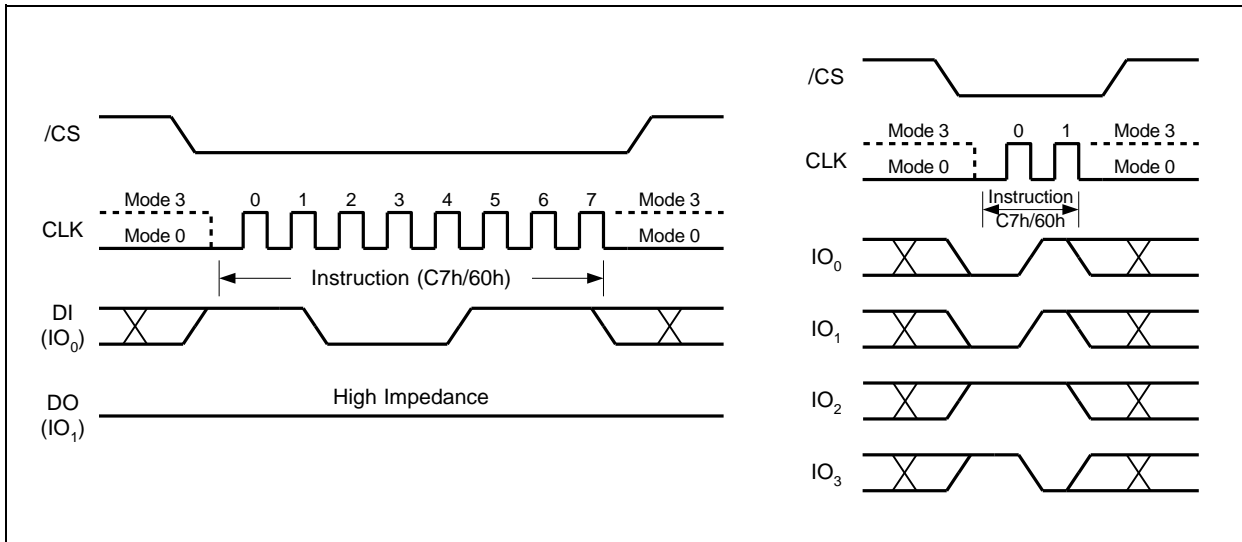 /CS
Mode 3 0 1 2 3 4 5 6 7 Mode 3
CLK Mode 0 Mode 0
Instruction (C7h/60h)
DI
(IO0)
High Impedance
DO
(IO1)
/CS
Mode 3 0 1 Mode 3
CLK Mode 0 Mode 0
Instruction
C7h/60h
IO0
IO1
IO2
IO3